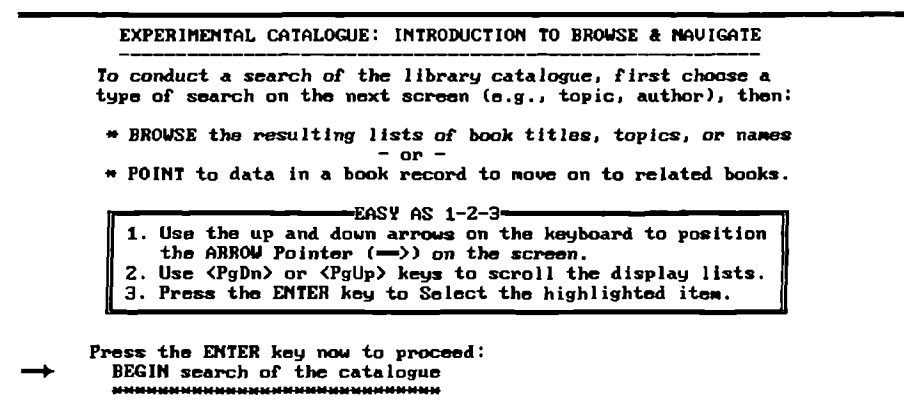 EXPERIMENTAL CATALOGUE: INTRODUCTION TO BROWSE & NAVIGATE
To conduct a search of the library catalogue, first choose a
type of search on the next screen (e.g., topic, author), then:
* BROWSE the resulting lists of book titles, topics, or names
- or -
* POINT to data in a book record to move on to related books.
EASY AS 1-2-3
1. Use the up and down arrows on the keyboard to position
the ARROW Pointer (—>) on the screen.
2. Use <PgDn> or <PgUp> keys to scroll the display lists.
3. Press the ENTER key to Select the highlighted item.
Press the ENTER key now to proceed:
BEGIN search of the catalogue
*****************************